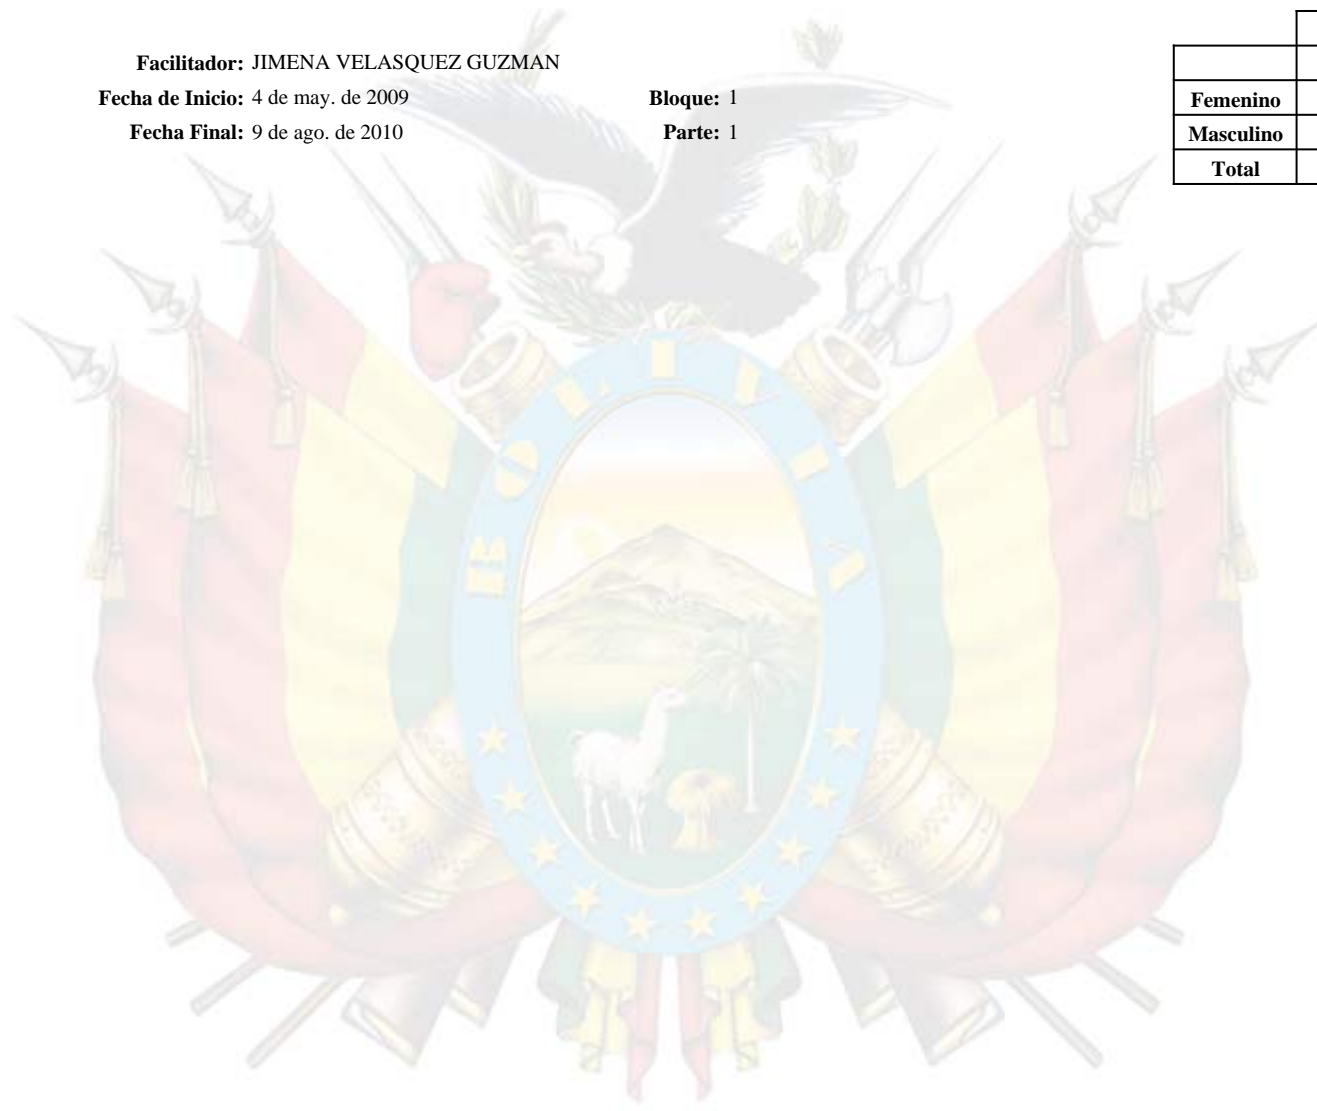 Facilitador: JIMENA VELASQUEZ GUZMAN
Fecha de Inicio: 4 de may. de 2009 Bloque: 1
Fecha Final: 9 de ago. de 2010 Parte: 1
Femenino
Masculino
Total
BOLIVIA